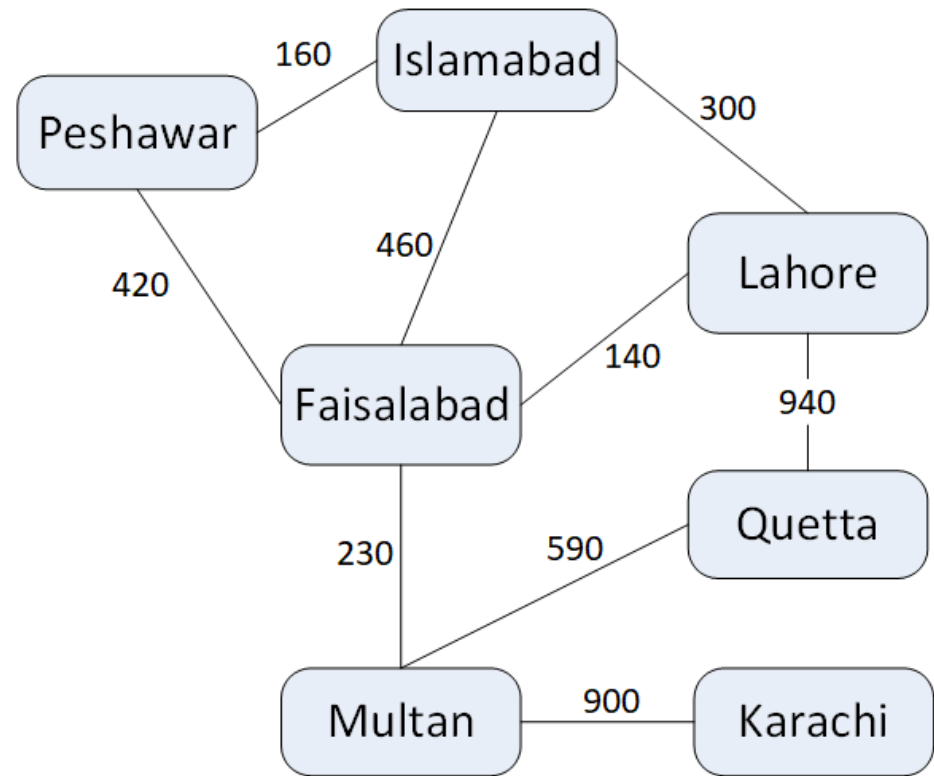 Islamabad
160
300
Peshawar
460
420
Lahore
140
Faisalabad
940
Quetta
230
590
Multan
900
Karachi